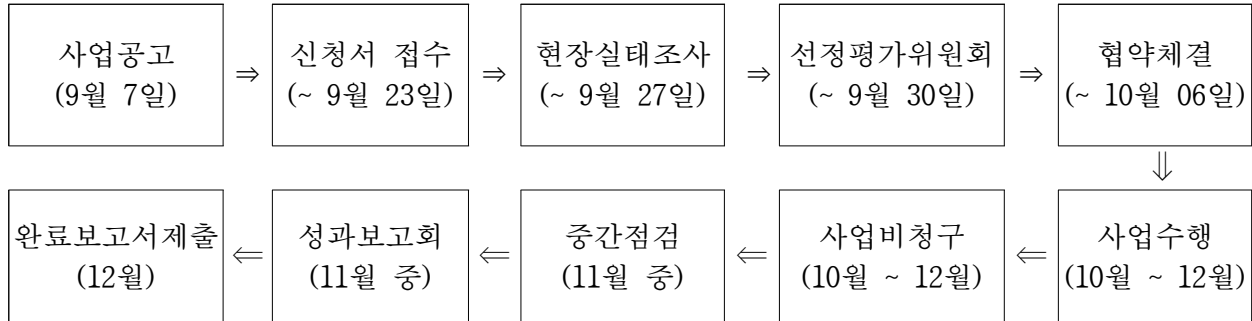 사업공고
(9월 7일)
⇒
신청서 접수
(~ 9월 23일)
⇒
현장실태조사
(~ 9월 27일)
⇒
선정평가위원회
(~ 9월 30일)
⇒
협약체결
(~ 10월 06일)
⇓
완료보고서제출
(12월)
⇐
성과보고회
(11월 중)
⇐
중간점검
(11월 중)
⇐
사업비청구
(10월 ~ 12월)
⇐
사업수행
(10월 ~ 12월)